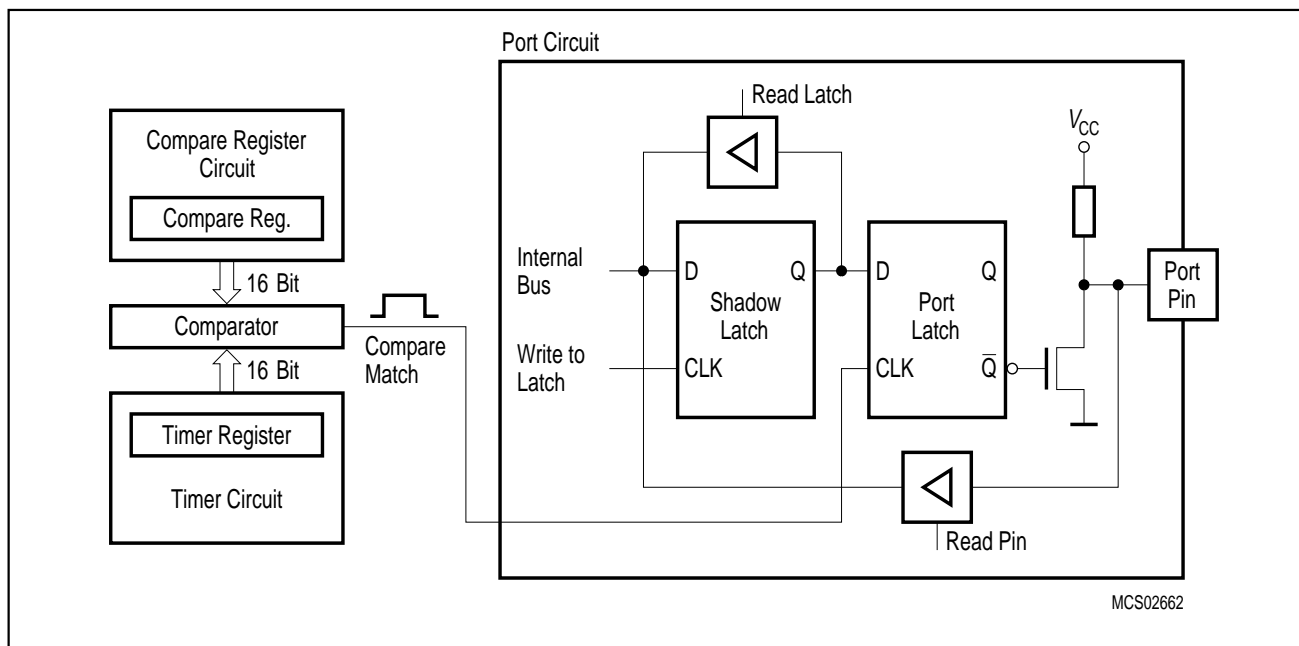 Port Circuit
Compare Register
Circuit
Compare Reg.
16 Bit
Comparator
16 Bit
Timer Register
Timer Circuit
Compare
Match
Read Latch
Internal
Bus
Write to
Latch
D
Q
Shadow
Latch
CLK
D
Q
Port
Latch
CLK
Q̅
VCC
Port
Pin
Read Pin
MCS02662